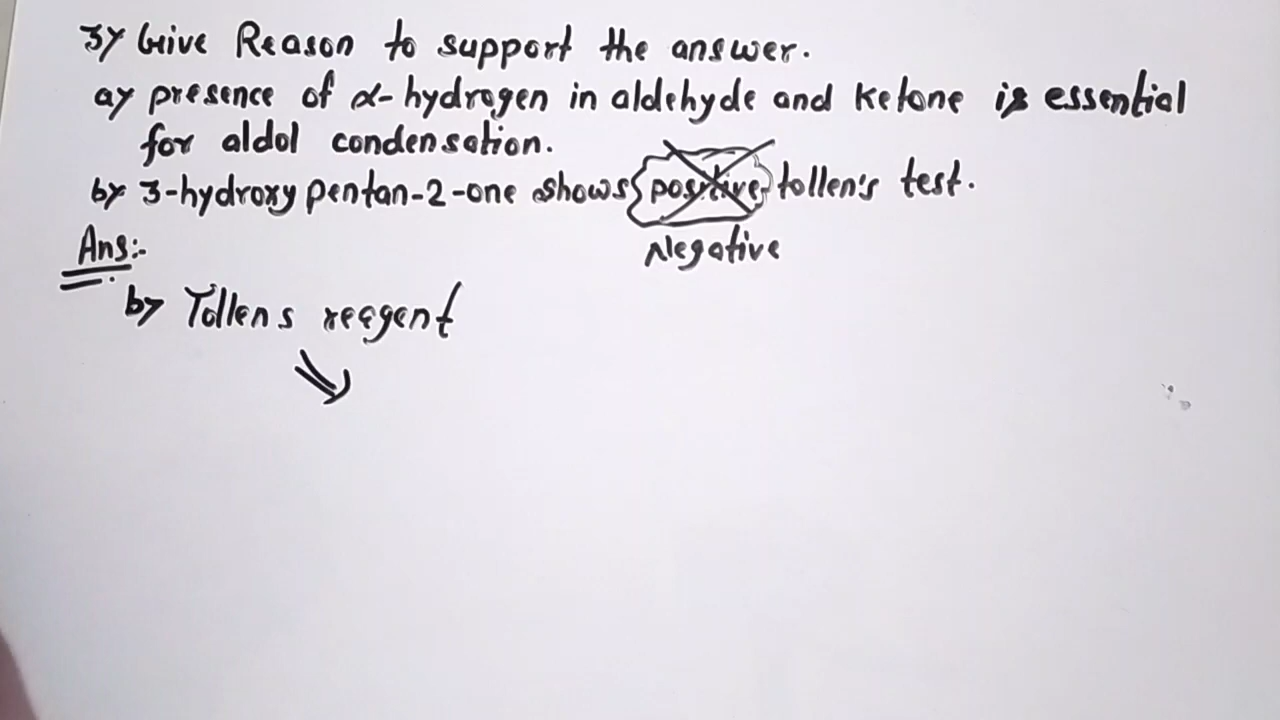 3) Give Reason to support the answer.
a) presence of α-hydrogen in aldehyde and ketone is essential
for aldol condensation.
b) 3-hydroxy pentan-2-one shows positive tollen's test.
Negative
Ans:-
b) Tollens reagent